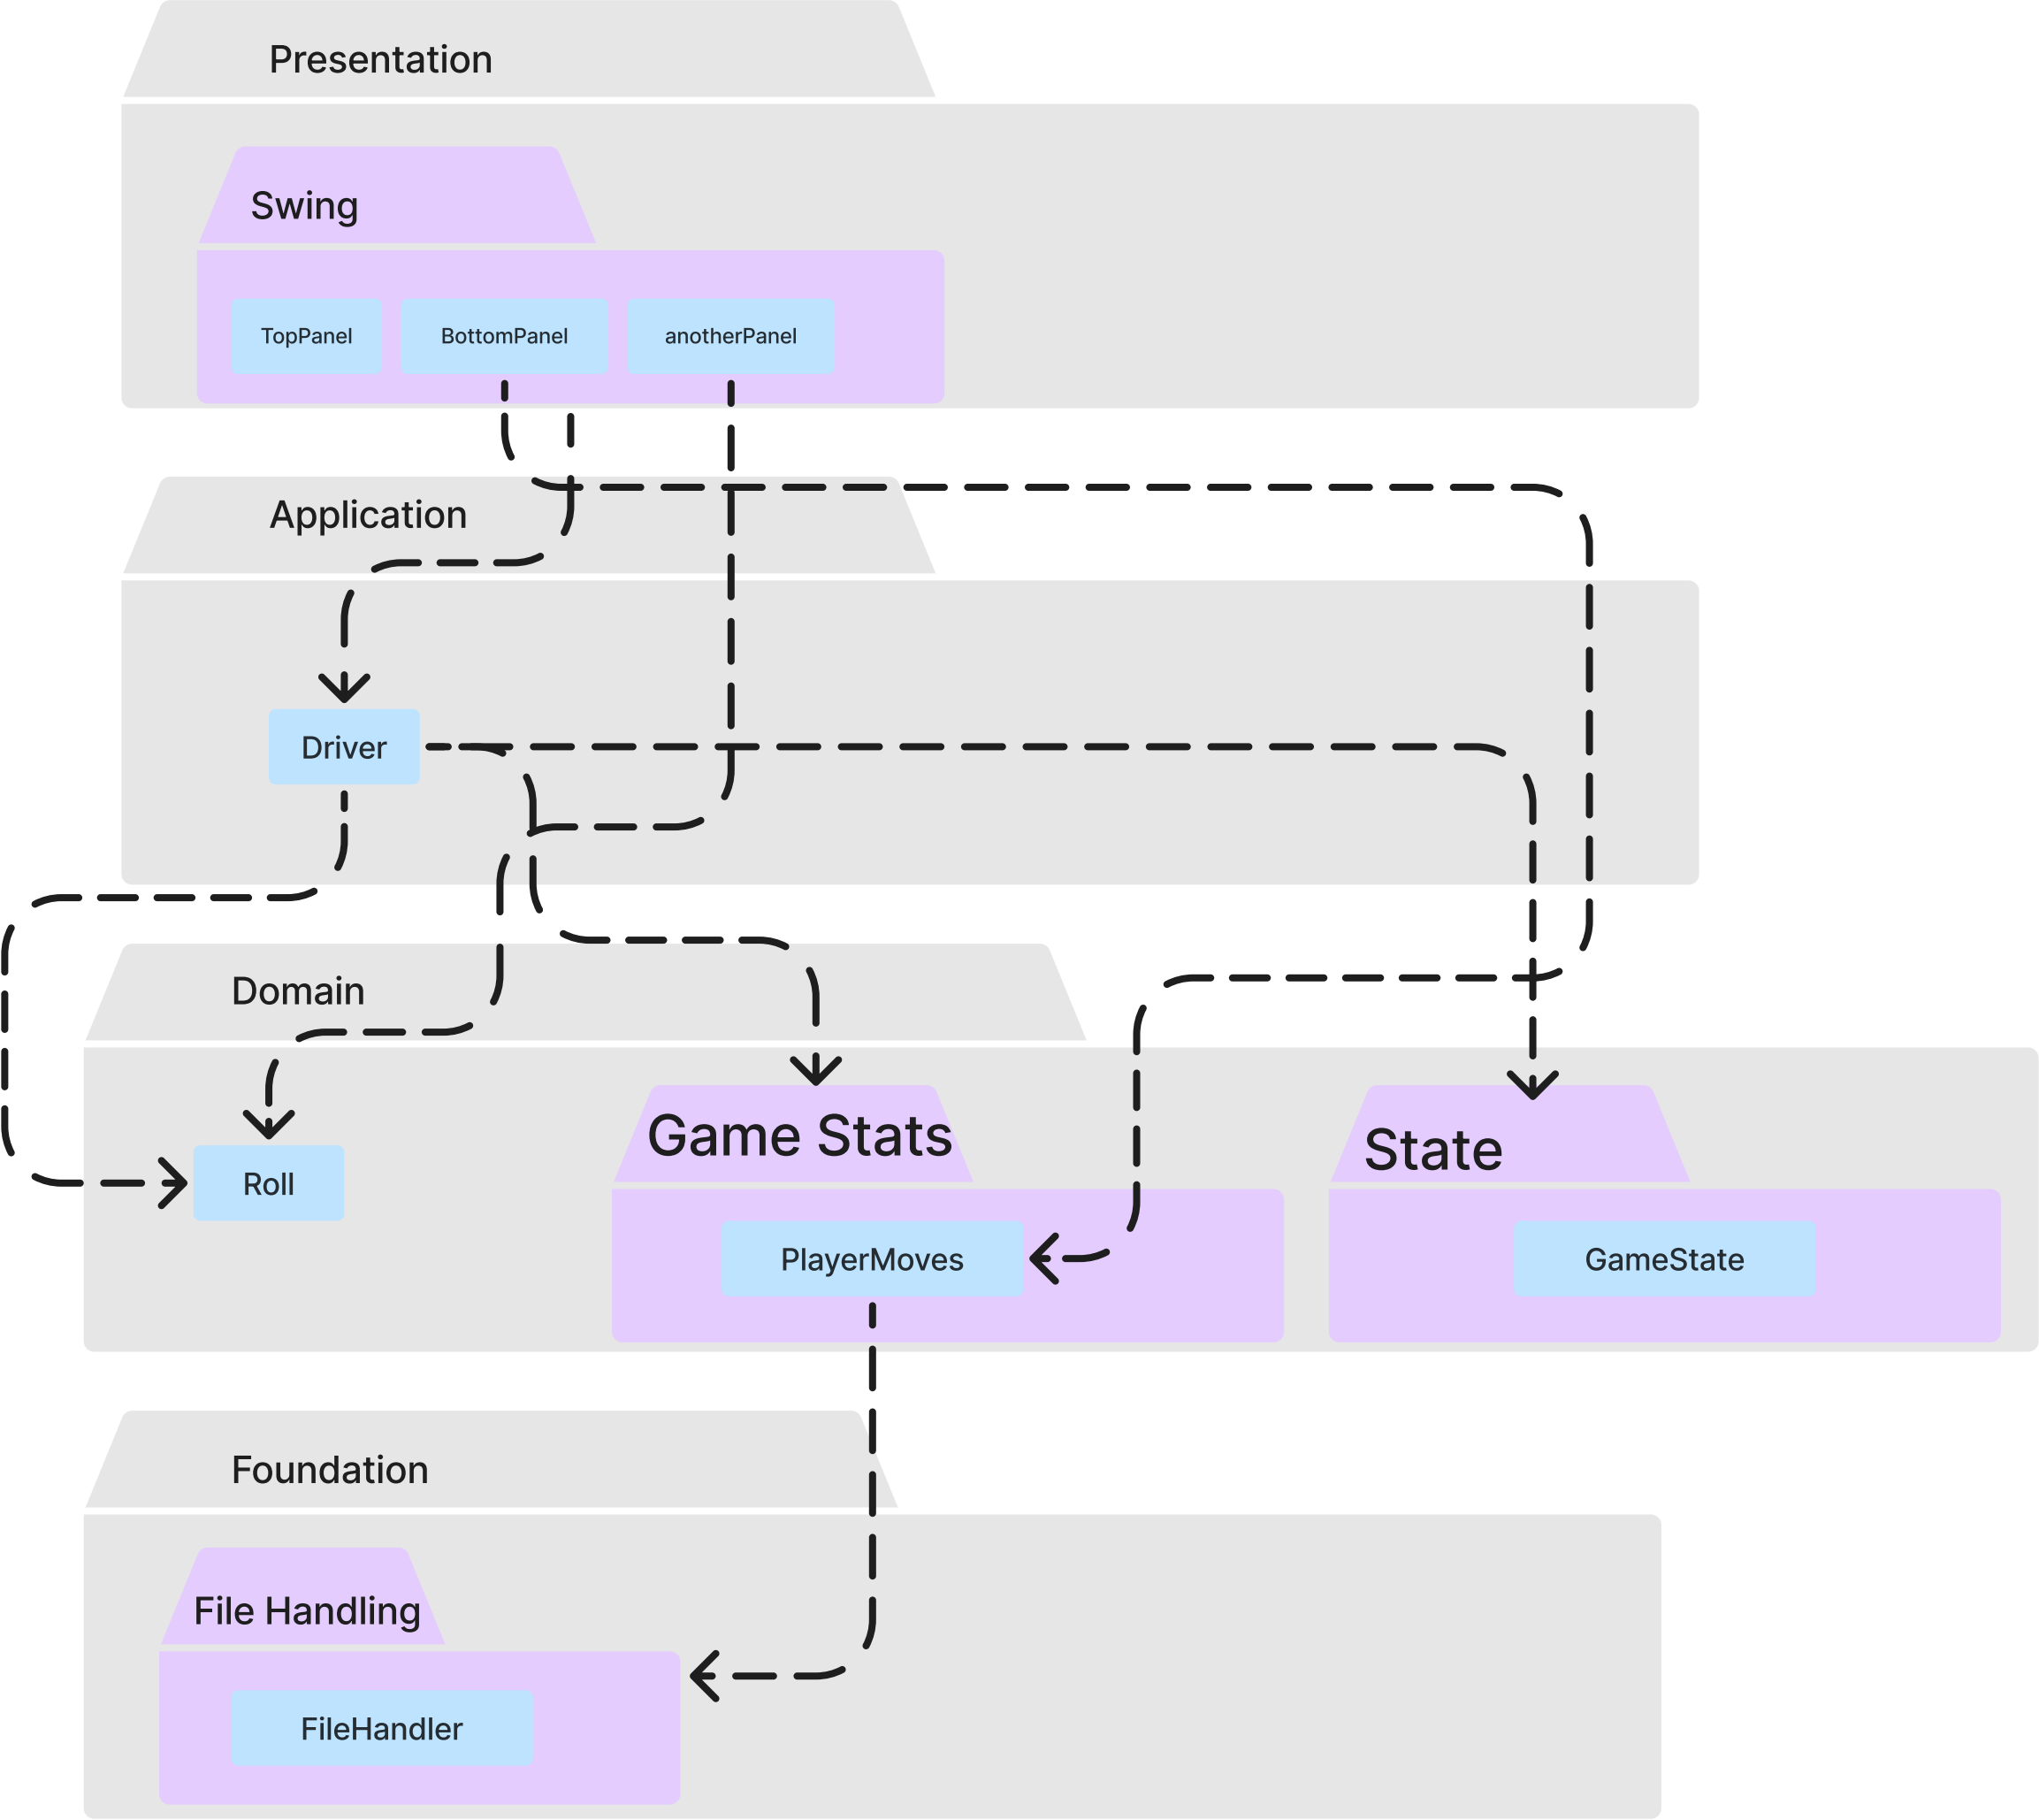 Presentation
Swing
TopPanel
BottomPanel
anotherPanel
Application
Driver
Domain
Game Stats
State
Roll
PlayerMoves
GameState
Foundation
File Handling
FileHandler